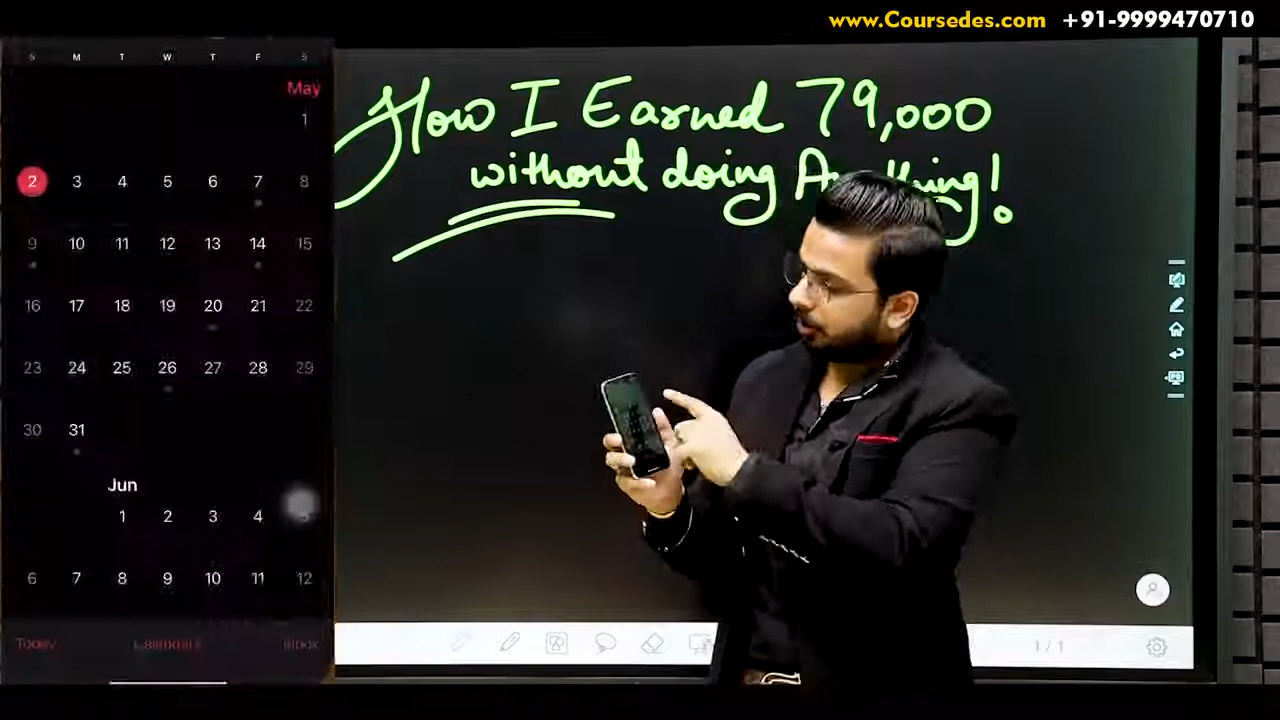 www.Coursedes.com +91-9999470710
S M T W T F S
May
1
2 3 4 5 6 7 8
9 10 11 12 13 14 15
16 17 18 19 20 21 22
23 24 25 26 27 28 29
30 31
Jun
1 2 3 4
6 7 8 9 10 11 12
Today Calendars Inbox
How I Earned 79,000
without doing
1 / 1